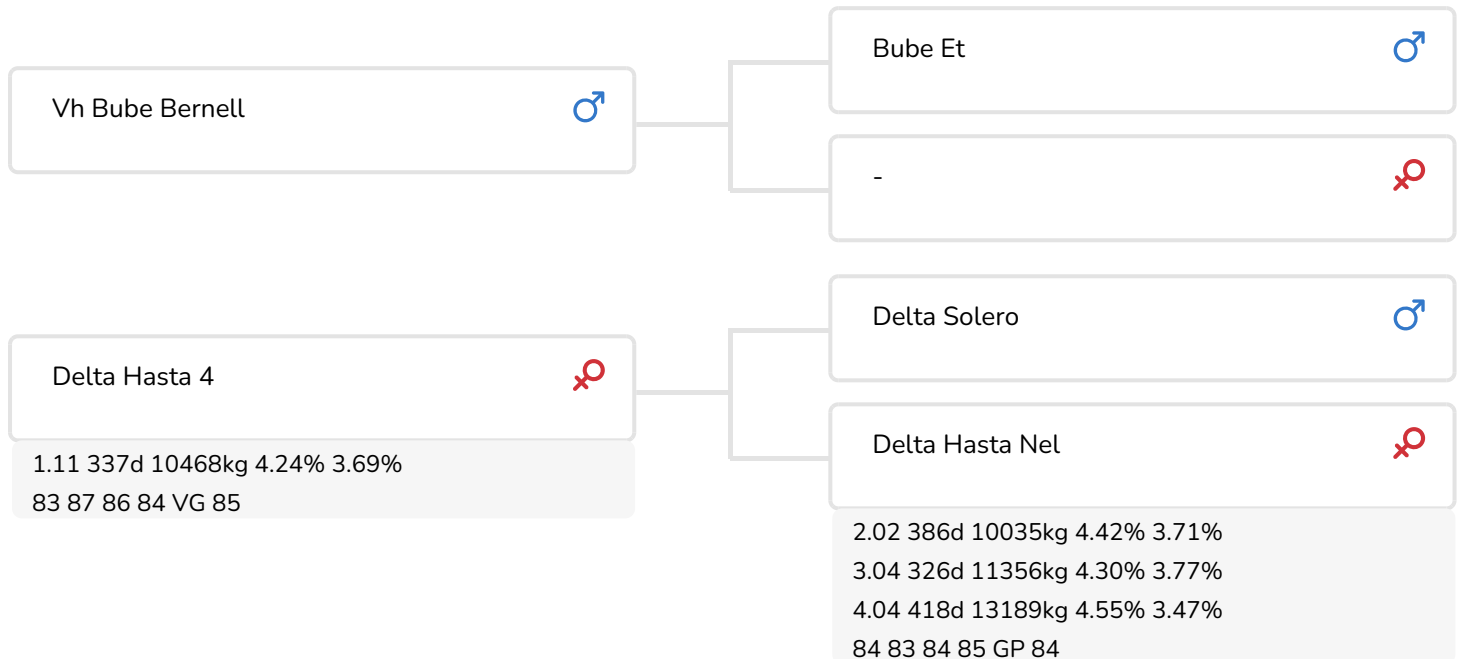 Vh Bube Bernell
Bube Et
-
Delta Hasta 4
1.11 337d 10468kg 4.24% 3.69%
83 87 86 84 VG 85
Delta Solero
Delta Hasta Nel
2.02 386d 10035kg 4.42% 3.71%
3.04 326d 11356kg 4.30% 3.77%
4.04 418d 13189kg 4.55% 3.47%
84 83 84 85 GP 84